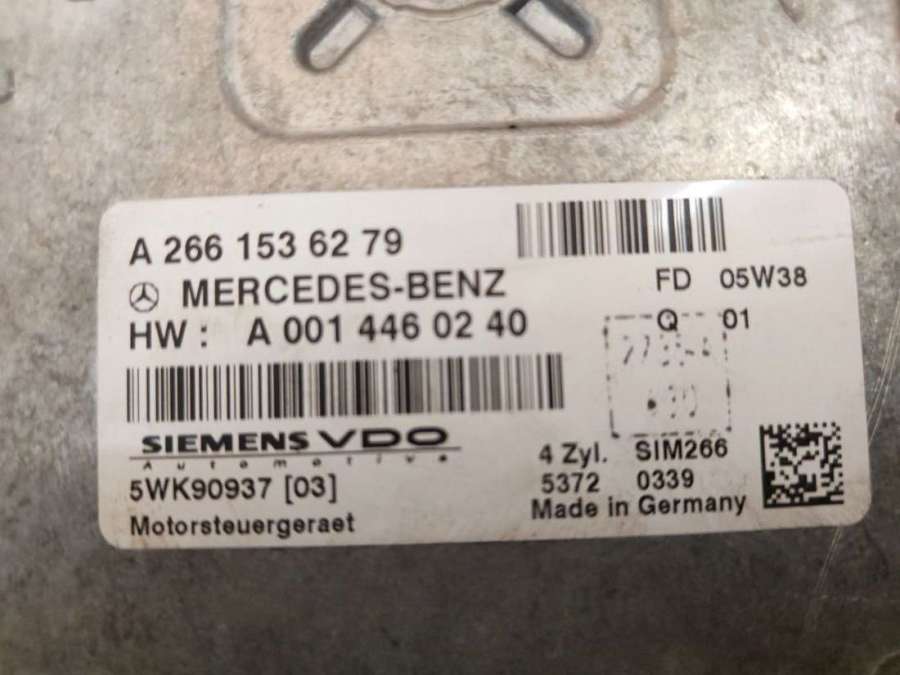 A 266 153 62 79
MERCEDES-BENZ
HW : A 001 446 02 40
FD 05W38
Q 01
SIEMENS VDO
Automotive
5WK90937 [03]
Motorsteuergeraet
4 Zyl. SIM266
5372 0339
Made in Germany